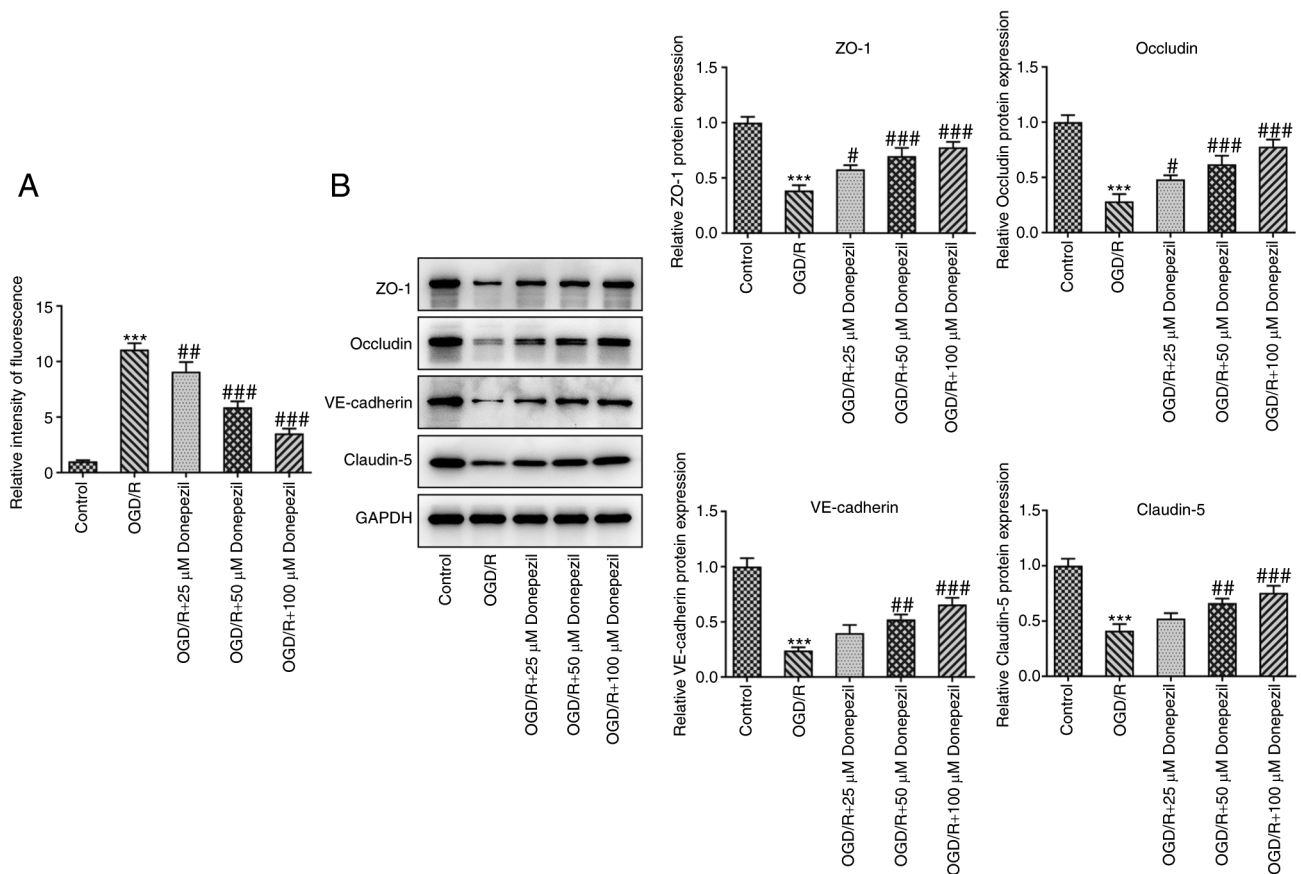 A
Relative intensity of fluorescence
15
10
5
0
***
##
###
###
Control
OGD/R
OGD/R+25 μM Donepezil
OGD/R+50 μM Donepezil
OGD/R+100 μM Donepezil
B
ZO-1
Occludin
VE-cadherin
Claudin-5
GAPDH
Control
OGD/R
OGD/R+25 μM Donepezil
OGD/R+50 μM Donepezil
OGD/R+100 μM Donepezil
ZO-1
Relative ZO-1 protein expression
1.5
1.0
0.5
0.0
***
#
###
###
Control
OGD/R
OGD/R+25 μM Donepezil
OGD/R+50 μM Donepezil
OGD/R+100 μM Donepezil
Occludin
Relative Occludin protein expression
1.5
1.0
0.5
0.0
***
#
###
###
Control
OGD/R
OGD/R+25 μM Donepezil
OGD/R+50 μM Donepezil
OGD/R+100 μM Donepezil
VE-cadherin
Relative VE-cadherin protein expression
1.5
1.0
0.5
0.0
***
##
###
Control
OGD/R
OGD/R+25 μM Donepezil
OGD/R+50 μM Donepezil
OGD/R+100 μM Donepezil
Claudin-5
Relative Claudin-5 protein expression
1.5
1.0
0.5
0.0
***
##
###
Control
OGD/R
OGD/R+25 μM Donepezil
OGD/R+50 μM Donepezil
OGD/R+100 μM Donepezil